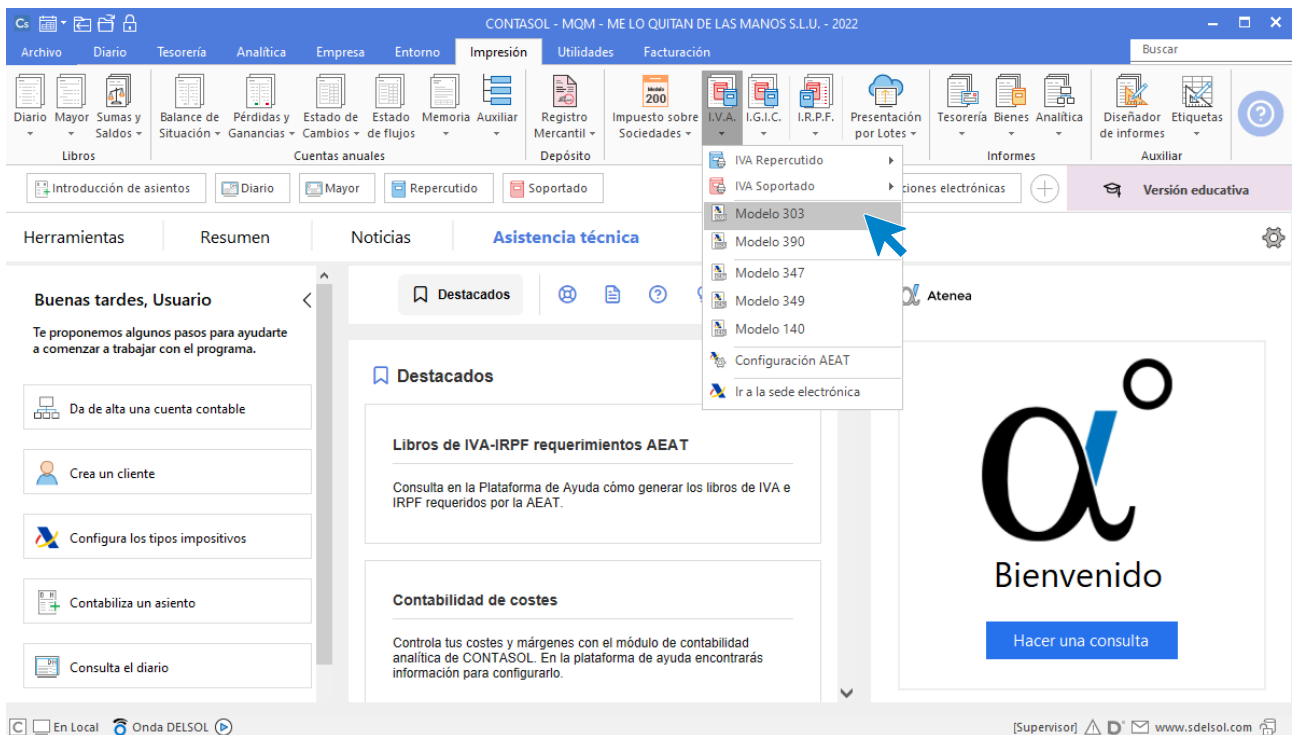 Cs
CONTASOL - MQM - ME LO QUITAN DE LAS MANOS S.L.U. - 2022
Archivo Diario Tesorería Analítica Empresa Entorno Impresión Utilidades Facturación Buscar
Modelo
200
Diario Mayor Sumas y Saldos
Balance de Situación
Pérdidas y Ganancias
Estado de Cambios
Estado de flujos
Memoria Auxiliar
Registro Mercantil
Impuesto sobre Sociedades
I.V.A. I.G.I.C. I.R.P.F.
Presentación por Lotes
Tesorería Bienes Analítica
Diseñador de informes
Etiquetas
?
Libros Cuentas anuales Depósito Informes Auxiliar
IVA Repercutido
IVA Soportado
Modelo 303
Modelo 390
Modelo 347
Modelo 349
Modelo 140
Configuración AEAT
Ir a la sede electrónica
Introducción de asientos Diario Mayor Repercutido Soportado ciones electrónicas Versión educativa
Herramientas Resumen Noticias Asistencia técnica
Buenas tardes, Usuario
Te proponemos algunos pasos para ayudarte
a comenzar a trabajar con el programa.
Da de alta una cuenta contable
Crea un cliente
Configura los tipos impositivos
Contabiliza un asiento
Consulta el diario
Destacados
Destacados
Libros de IVA-IRPF requerimientos AEAT
Consulta en la Plataforma de Ayuda cómo generar los libros de IVA e
IRPF requeridos por la AEAT.
Contabilidad de costes
Controla tus costes y márgenes con el módulo de contabilidad
analítica de CONTASOL. En la plataforma de ayuda encontrarás
información para configurarlo.
Atenea
Bienvenido
Hacer una consulta
C En Local Onda DELSOL [Supervisor] D www.sdelsol.com